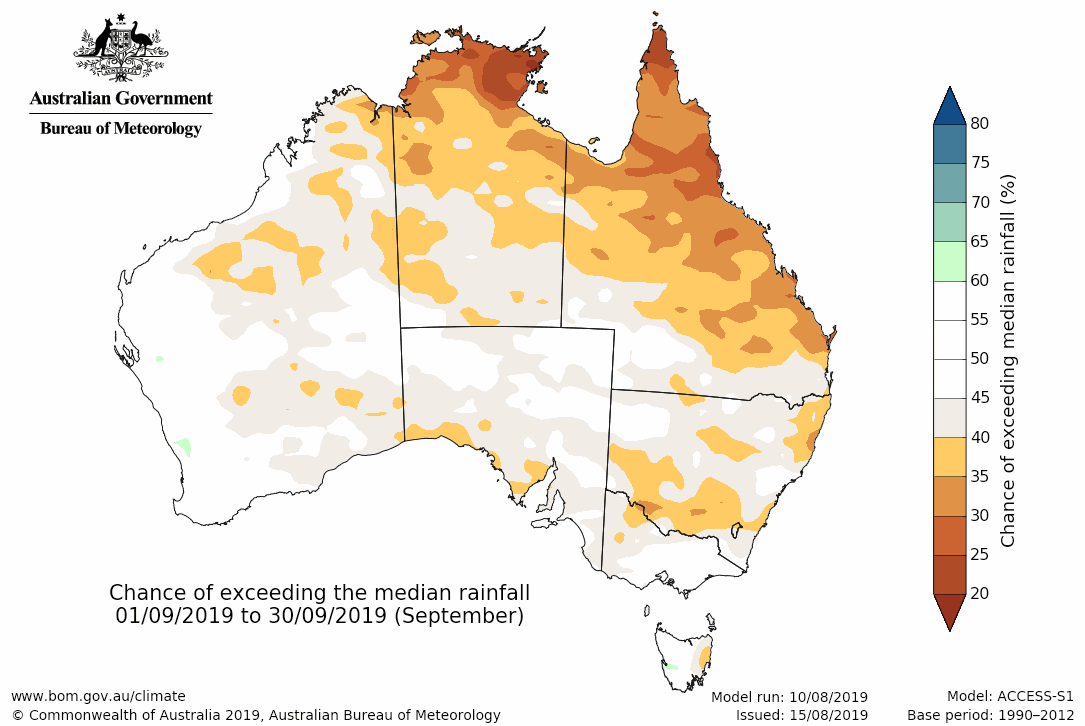 AUSTRALIA
Australian Government
Bureau of Meteorology
80
75
70
65
60
55
50
45
40
35
30
25
20
Chance of exceeding median rainfall (%)
Chance of exceeding the median rainfall
01/09/2019 to 30/09/2019 (September)
www.bom.gov.au/climate
© Commonwealth of Australia 2019, Australian Bureau of Meteorology
Model run: 10/08/2019
Issued: 15/08/2019
Model: ACCESS-S1
Base period: 1990–2012